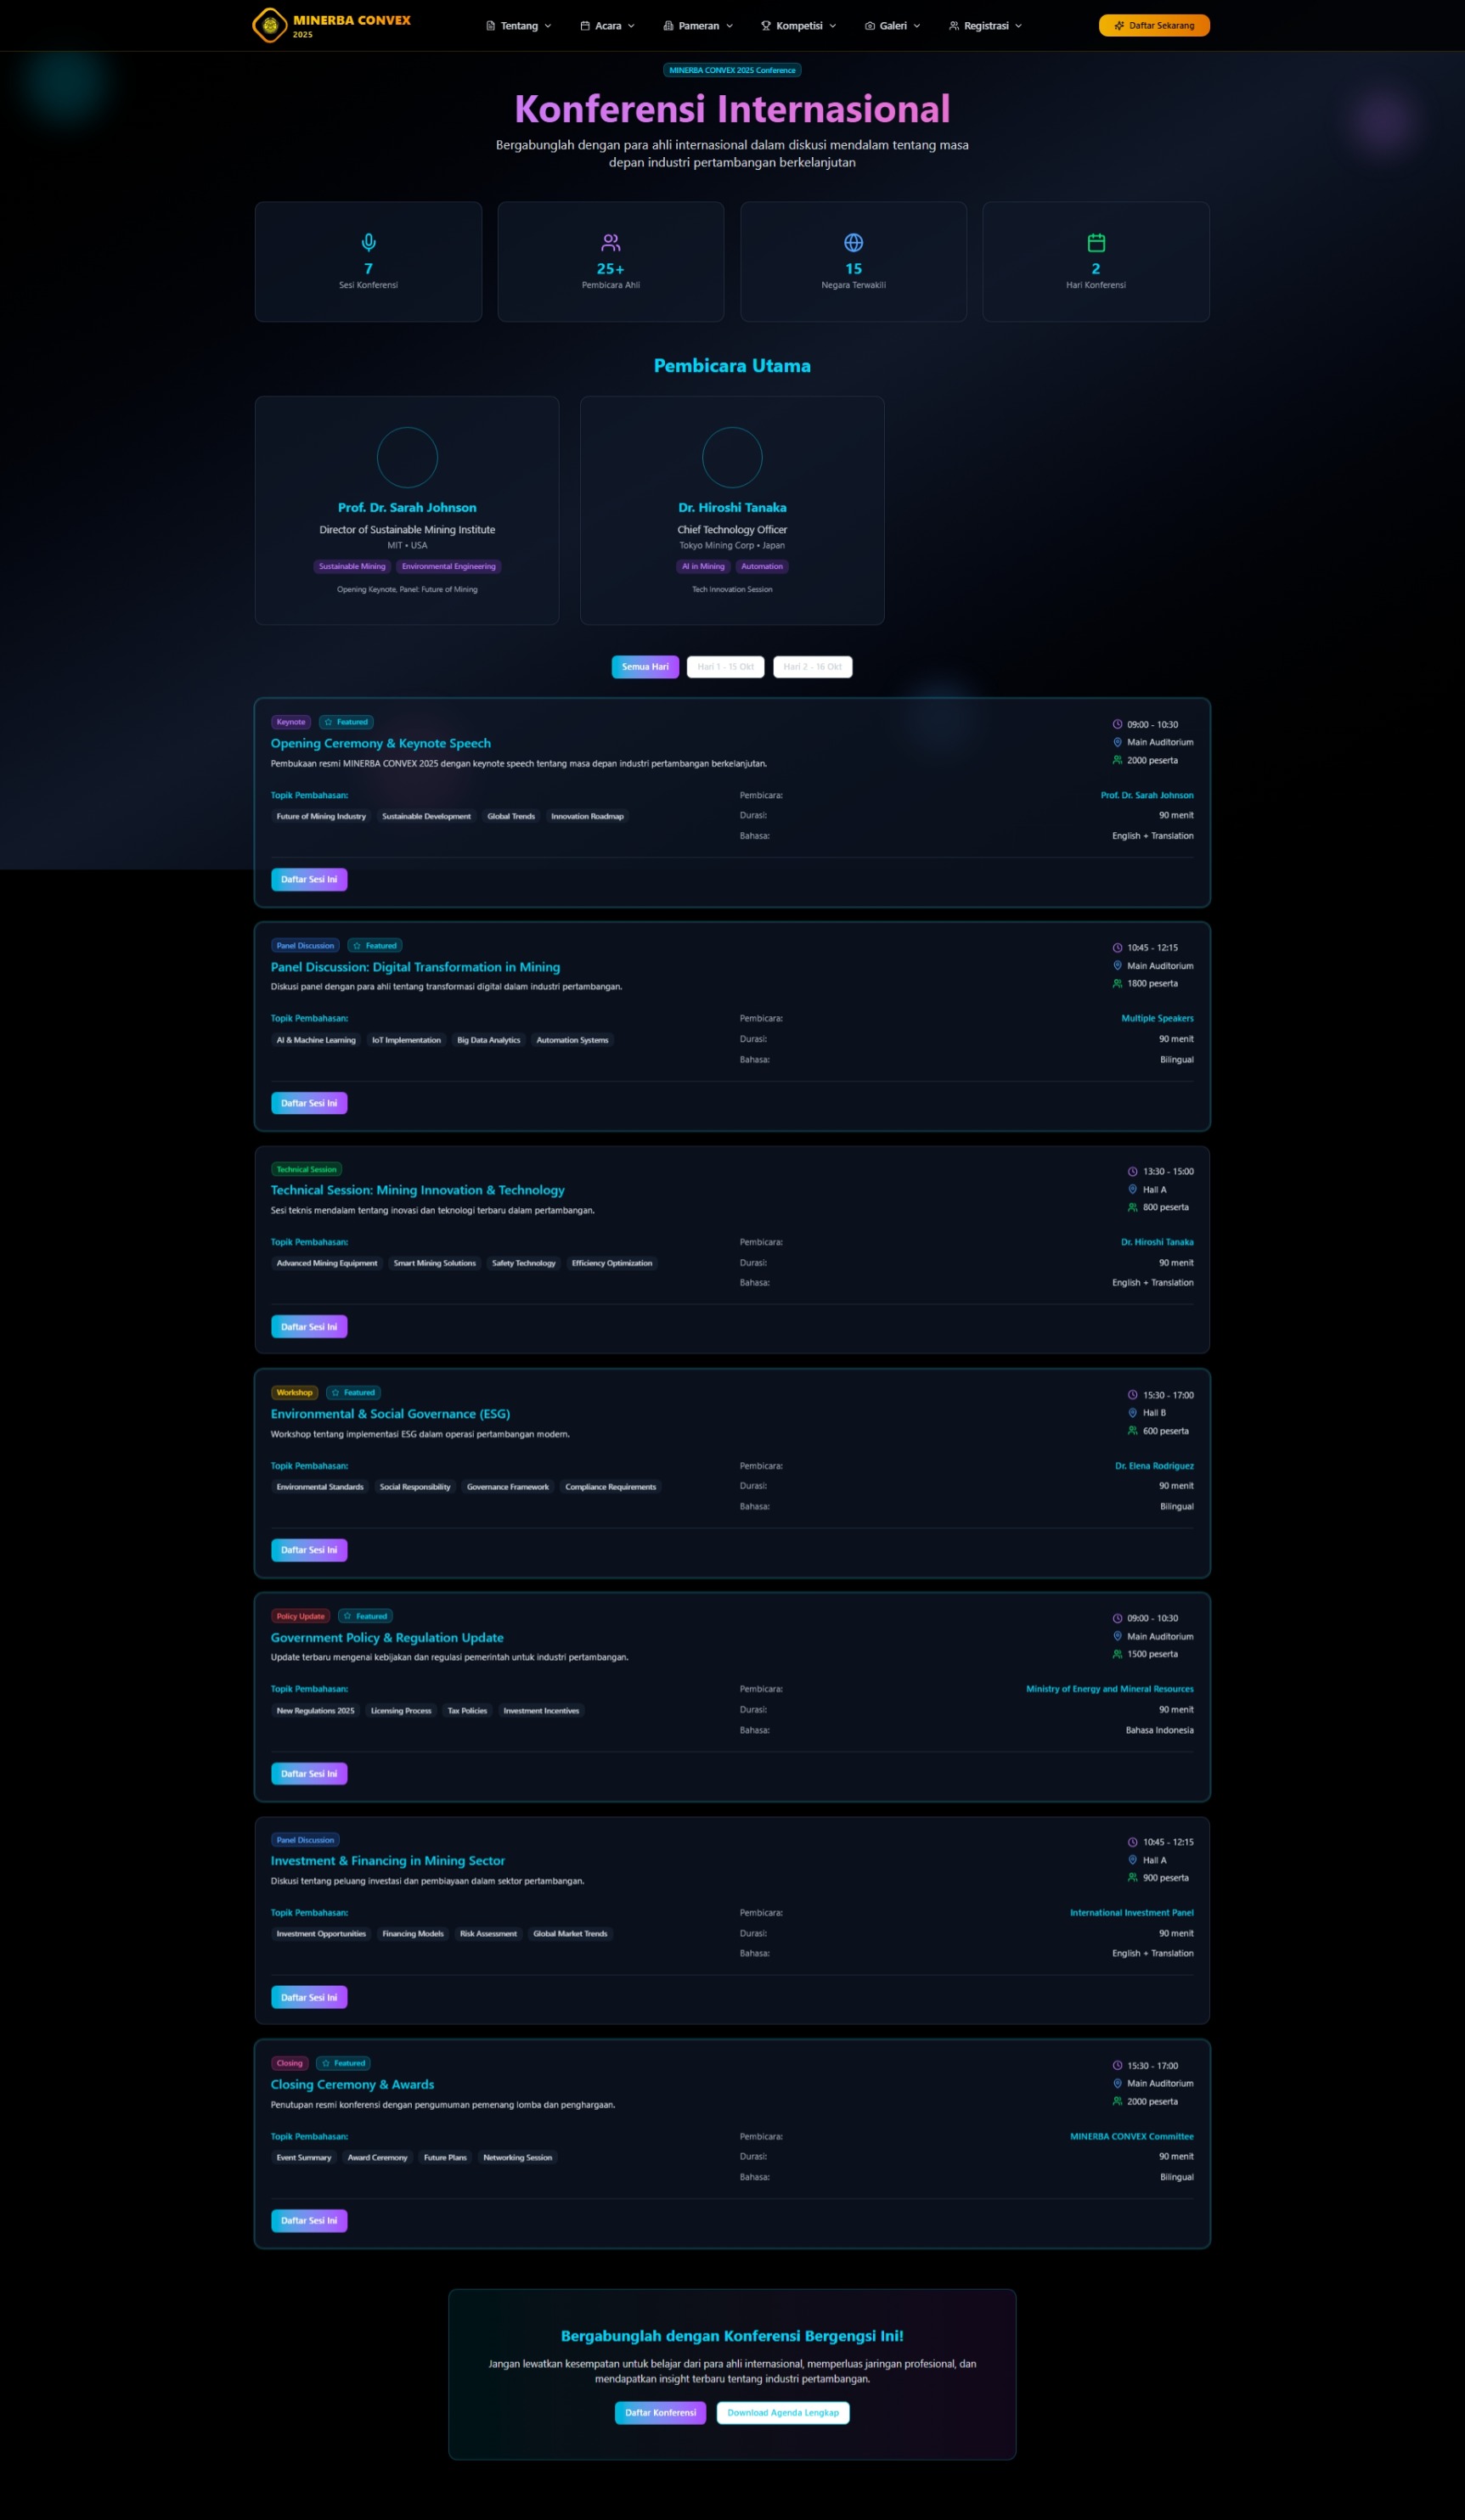 MINERBA CONVEX
2025
Tentang
Acara
Pameran
Kompetisi
Galeri
Registrasi
Daftar Sekarang
MINERBA CONVEX 2025 Conference
Konferensi Internasional
Bergabunglah dengan para ahli internasional dalam diskusi mendalam tentang masa
depan industri pertambangan berkelanjutan
7
Sesi Konferensi
25+
Pembicara Ahli
15
Negara Terwakili
2
Hari Konferensi
Pembicara Utama
Prof. Dr. Sarah Johnson
Director of Sustainable Mining Institute
MIT • USA
Sustainable Mining
Environmental Engineering
Opening Keynote, Panel: Future of Mining
Dr. Hiroshi Tanaka
Chief Technology Officer
Tokyo Mining Corp • Japan
AI in Mining
Automation
Tech Innovation Session
Semua Hari
Hari 1 - 15 Okt
Hari 2 - 16 Okt
Keynote
Featured
Opening Ceremony & Keynote Speech
Pembukaan resmi MINERBA CONVEX 2025 dengan keynote speech tentang masa depan industri pertambangan berkelanjutan.
09:00 - 10:30
Main Auditorium
2000 peserta
Topik Pembahasan:
Future of Mining Industry
Sustainable Development
Global Trends
Innovation Roadmap
Pembicara:
Prof. Dr. Sarah Johnson
Durasi:
90 menit
Bahasa:
English + Translation
Daftar Sesi Ini
Panel Discussion
Featured
Panel Discussion: Digital Transformation in Mining
Diskusi panel dengan para ahli tentang transformasi digital dalam industri pertambangan.
10:45 - 12:15
Main Auditorium
1800 peserta
Topik Pembahasan:
AI & Machine Learning
IoT Implementation
Big Data Analytics
Automation Systems
Pembicara:
Multiple Speakers
Durasi:
90 menit
Bahasa:
Bilingual
Daftar Sesi Ini
Technical Session
Technical Session: Mining Innovation & Technology
Sesi teknis mendalam tentang inovasi dan teknologi terbaru dalam pertambangan.
13:30 - 15:00
Hall A
800 peserta
Topik Pembahasan:
Advanced Mining Equipment
Smart Mining Solutions
Safety Technology
Efficiency Optimization
Pembicara:
Dr. Hiroshi Tanaka
Durasi:
90 menit
Bahasa:
English + Translation
Daftar Sesi Ini
Workshop
Featured
Environmental & Social Governance (ESG)
Workshop tentang implementasi ESG dalam operasi pertambangan modern.
15:30 - 17:00
Hall B
600 peserta
Topik Pembahasan:
Environmental Standards
Social Responsibility
Governance Framework
Compliance Requirements
Pembicara:
Dr. Elena Rodriguez
Durasi:
90 menit
Bahasa:
Bilingual
Daftar Sesi Ini
Policy Update
Featured
Government Policy & Regulation Update
Update terbaru mengenai kebijakan dan regulasi pemerintah untuk industri pertambangan.
09:00 - 10:30
Main Auditorium
1500 peserta
Topik Pembahasan:
New Regulations 2025
Licensing Process
Tax Policies
Investment Incentives
Pembicara:
Ministry of Energy and Mineral Resources
Durasi:
90 menit
Bahasa:
Bahasa Indonesia
Daftar Sesi Ini
Panel Discussion
Investment & Financing in Mining Sector
Diskusi tentang peluang investasi dan pembiayaan dalam sektor pertambangan.
10:45 - 12:15
Hall A
900 peserta
Topik Pembahasan:
Investment Opportunities
Financing Models
Risk Assessment
Global Market Trends
Pembicara:
International Investment Panel
Durasi:
90 menit
Bahasa:
English + Translation
Daftar Sesi Ini
Closing
Featured
Closing Ceremony & Awards
Penutupan resmi konferensi dengan pengumuman pemenang lomba dan penghargaan.
15:30 - 17:00
Main Auditorium
2000 peserta
Topik Pembahasan:
Event Summary
Award Ceremony
Future Plans
Networking Session
Pembicara:
MINERBA CONVEX Committee
Durasi:
90 menit
Bahasa:
Bilingual
Daftar Sesi Ini
Bergabunglah dengan Konferensi Bergengsi Ini!
Jangan lewatkan kesempatan untuk belajar dari para ahli internasional, memperluas jaringan profesional, dan
mendapatkan insight terbaru tentang industri pertambangan.
Daftar Konferensi
Download Agenda Lengkap